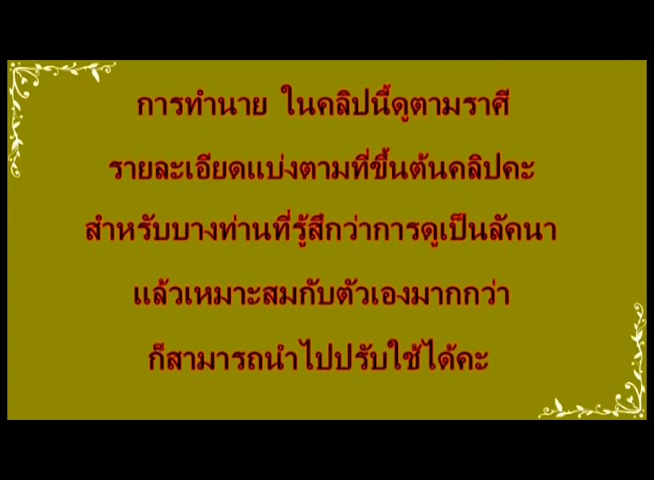 การทำนาย ในคลิปนี้ดูตามราศี
รายละเอียดแบ่งตามที่ขึ้นต้นคลิปคะ
สำหรับบางท่านที่รู้สึกว่าการดูเป็นลัคนา
แล้วเหมาะสมกับตัวเองมากกว่า
ก็สามารถนำไปปรับใช้ได้คะ